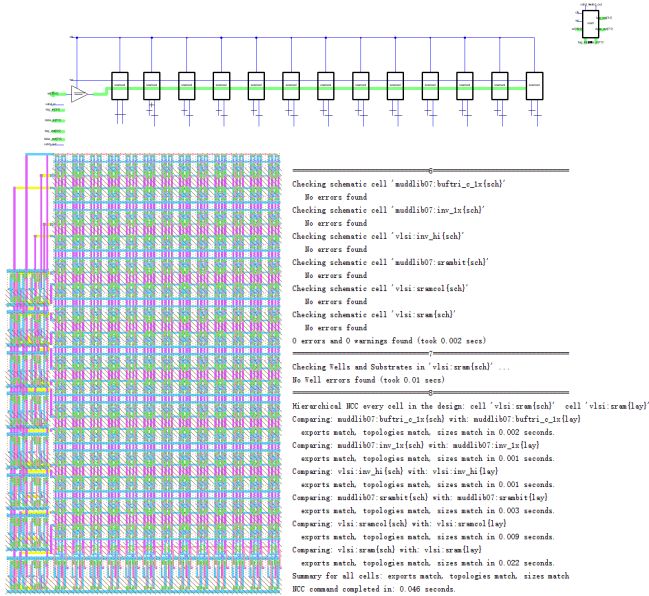 6
Checking schematic cell 'muddlib07:buftri_c_1x{sch}'
No errors found
Checking schematic cell 'muddlib07:inv_1x{sch}'
No errors found
Checking schematic cell 'vlsi:inv_hi{sch}'
No errors found
Checking schematic cell 'muddlib07:srambit{sch}'
No errors found
Checking schematic cell 'vlsi:sramcol{sch}'
No errors found
Checking schematic cell 'vlsi:sram{sch}'
No errors found
0 errors and 0 warnings found (took 0.002 secs)
7
Checking Wells and Substrates in 'vlsi:sram{sch}' ...
No Well errors found (took 0.01 secs)
8
Hierarchical NCC every cell in the design: cell 'vlsi:sram{sch}' cell 'vlsi:sram{lay}'
Comparing: muddlib07:buftri_c_1x{sch} with: muddlib07:buftri_c_1x{lay}
exports match, topologies match, sizes match in 0.002 seconds.
Comparing: muddlib07:inv_1x{sch} with: muddlib07:inv_1x{lay}
exports match, topologies match, sizes match in 0.001 seconds.
Comparing: vlsi:inv_hi{sch} with: vlsi:inv_hi{lay}
exports match, topologies match, sizes match in 0.001 seconds.
Comparing: muddlib07:srambit{sch} with: muddlib07:srambit{lay}
exports match, topologies match, sizes match in 0.003 seconds.
Comparing: vlsi:sramcol{sch} with: vlsi:sramcol{lay}
exports match, topologies match, sizes match in 0.009 seconds.
Comparing: vlsi:sram{sch} with: vlsi:sram{lay}
exports match, topologies match, sizes match in 0.022 seconds.
Summary for all cells: exports match, topologies match, sizes match
NCC command completed in: 0.046 seconds.